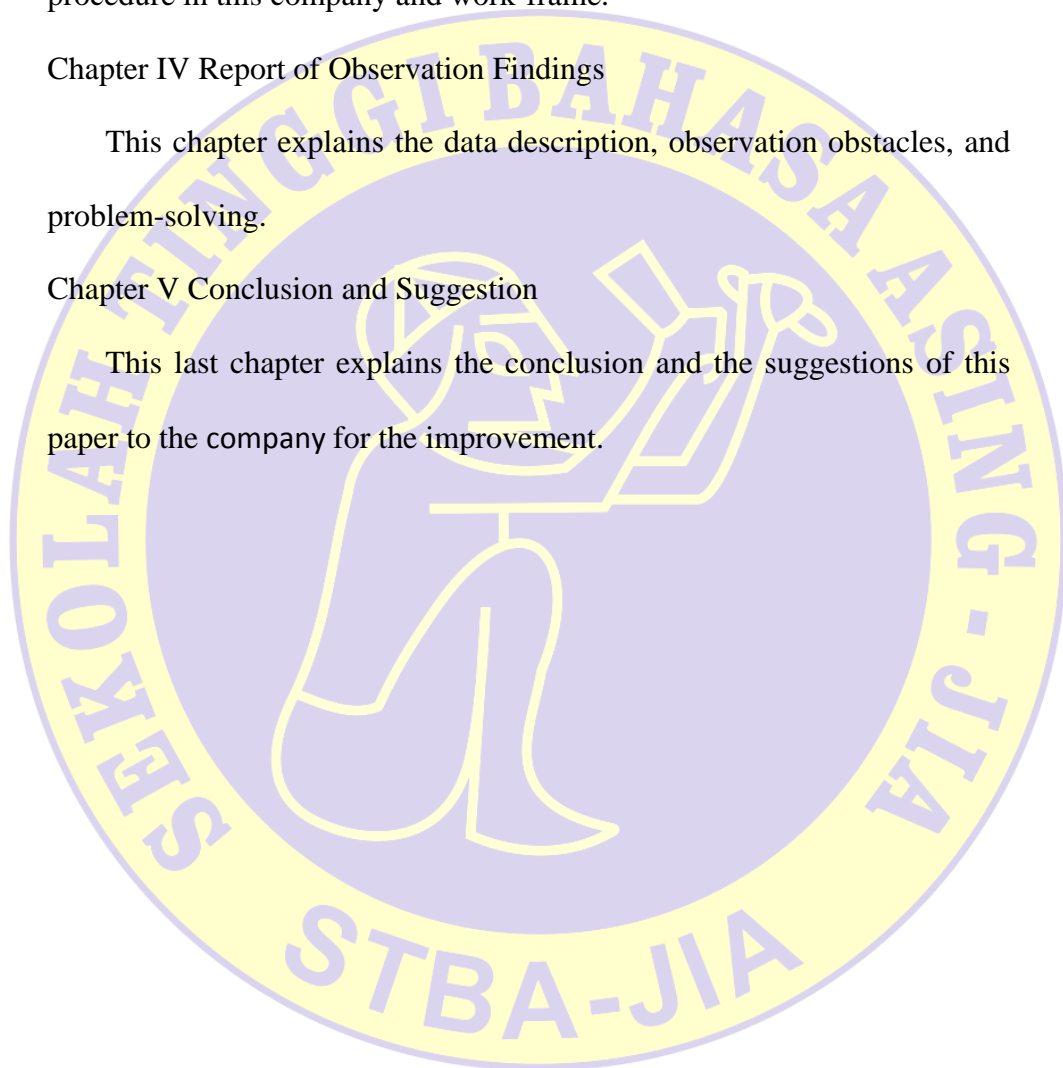 procedure in this company and work-frame.
Chapter IV Report of Observation Findings
This chapter explains the data description, observation obstacles, and
problem-solving.
Chapter V Conclusion and Suggestion
This last chapter explains the conclusion and the suggestions of this
paper to the company for the improvement.
SEKOLAH TINGGI BAHASA ASING - JIA
STBA-JIA